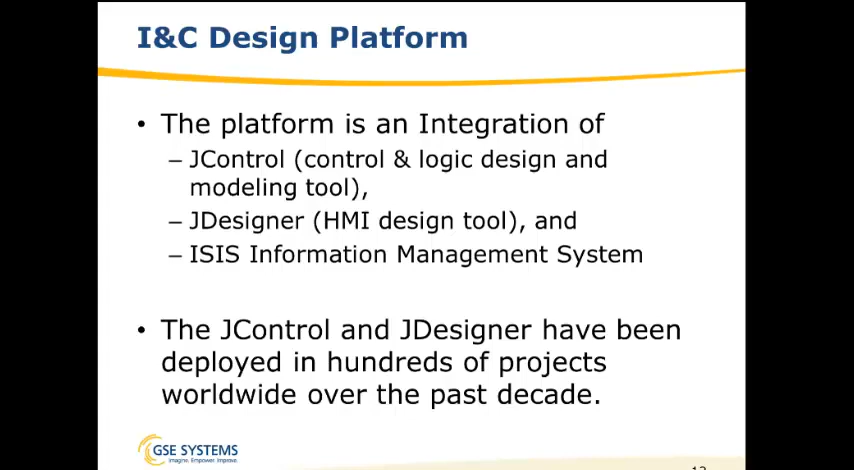 I&C Design Platform
• The platform is an Integration of
– JControl (control & logic design and
modeling tool),
– JDesigner (HMI design tool), and
– ISIS Information Management System
• The JControl and JDesigner have been
deployed in hundreds of projects
worldwide over the past decade.
GSE SYSTEMS
Imagine. Empower. Improve.